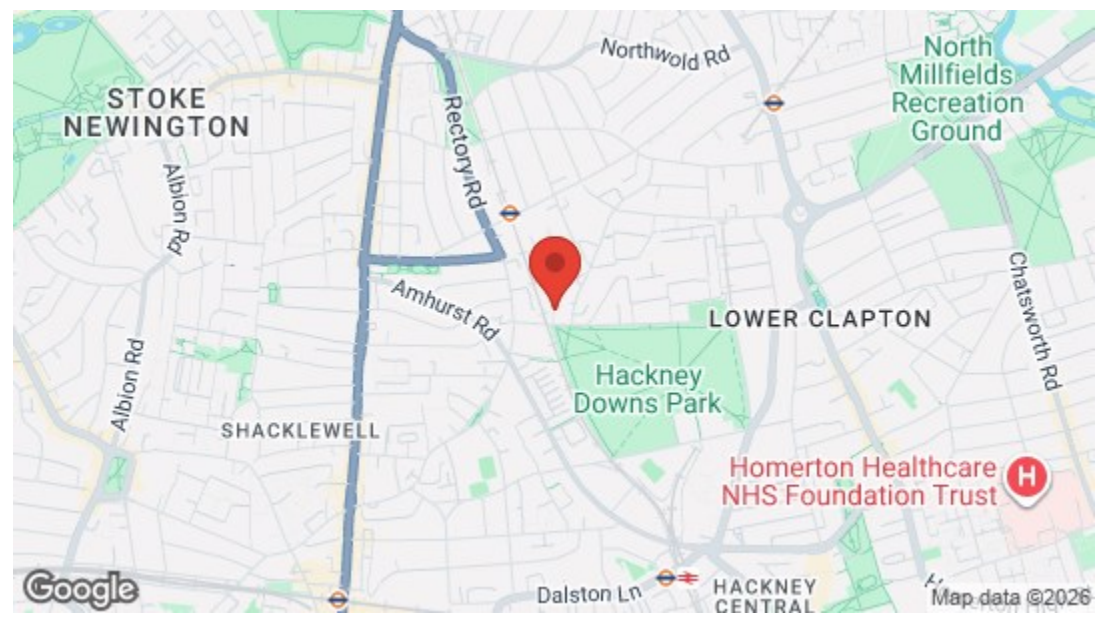 Northwold Rd
North
Millfields
Recreation
Ground
STOKE
NEWINGTON
Rectory Rd
Albion Rd
Chatsworth Rd
Amhurst Rd
LOWER CLAPTON
Albion Rd
Hackney
Downs Park
SHACKLEWELL
Homerton Healthcare
NHS Foundation Trust
H
Google
Dalston Ln
HACKNEY
CENTRAL
Map data ©2026